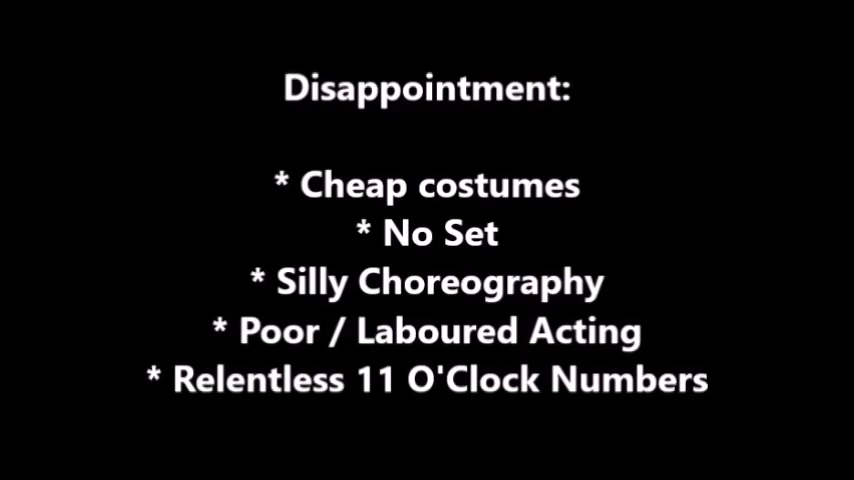 Disappointment:
* Cheap costumes
* No Set
* Silly Choreography
* Poor / Laboured Acting
* Relentless 11 O'Clock Numbers